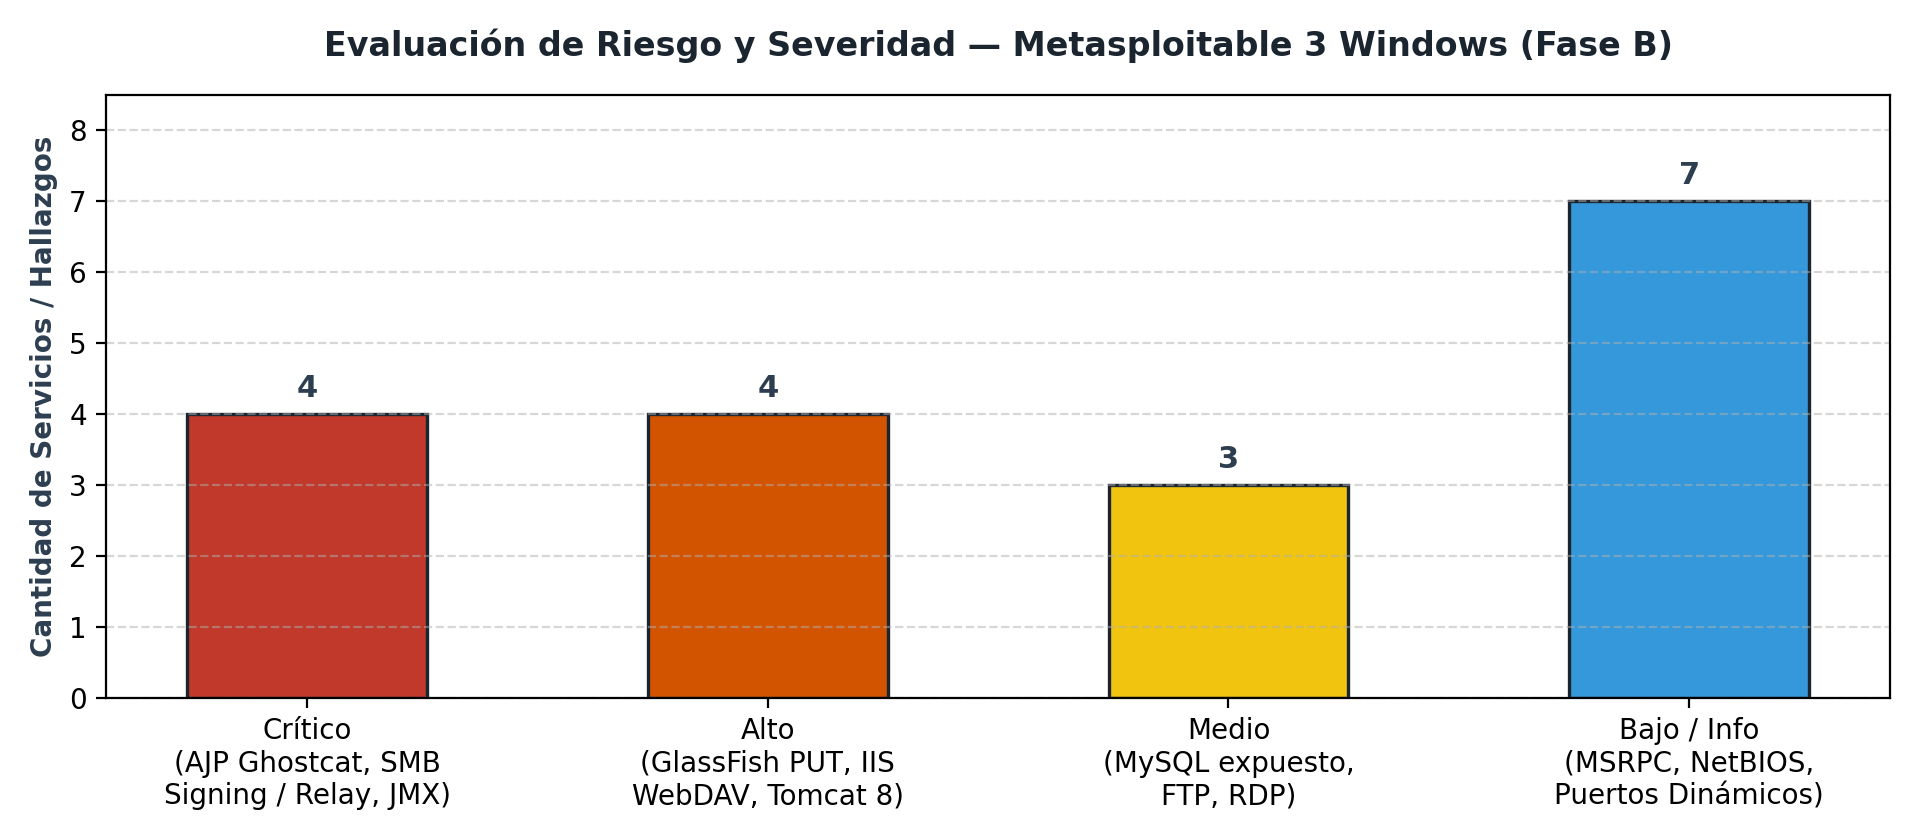 Evaluación de Riesgo y Severidad — Metasploitable 3 Windows (Fase B)
Cantidad de Servicios / Hallazgos
8
7
6
5
4
3
2
1
0
4
4
3
7
Crítico
(AJP Ghostcat, SMB
Signing / Relay, JMX)
Alto
(GlassFish PUT, IIS
WebDAV, Tomcat 8)
Medio
(MySQL expuesto,
FTP, RDP)
Bajo / Info
(MSRPC, NetBIOS,
Puertos Dinámicos)